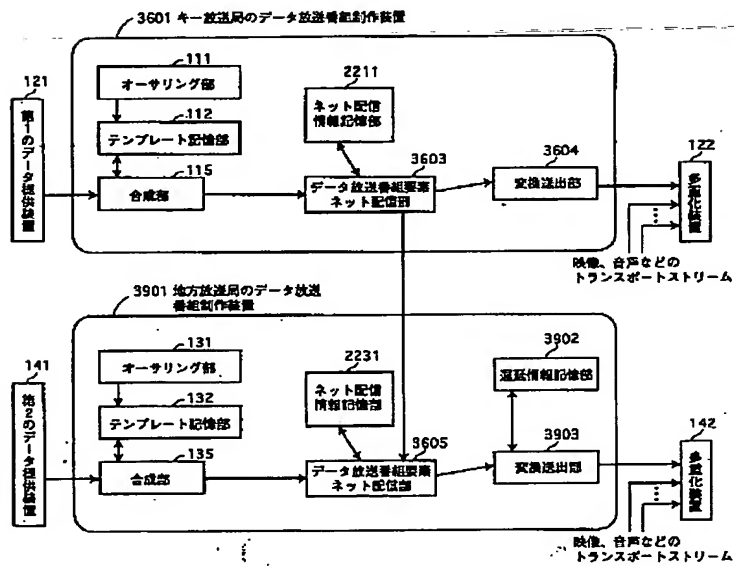 3601 キー放送局のデータ放送番組制作装置
111
オーサリング部
121
第1のデータ提供装置
112
テンプレート記憶部
115
合成部
2211
ネット配信
情報記憶部
3603
データ放送番組要素
ネット配信部
3604
変換送出部
122
多重化装置
映像、音声などの
トランスポートストリーム
3901 地方放送局のデータ放送
番組制作装置
131
オーサリング部
141
第2のデータ提供装置
132
テンプレート記憶部
135
合成部
2231
ネット配信
情報記憶部
3605
データ放送番組要素
ネット配信部
3902
遅延情報記憶部
3903
変換送出部
142
多重化装置
映像、音声などの
トランスポートストリーム